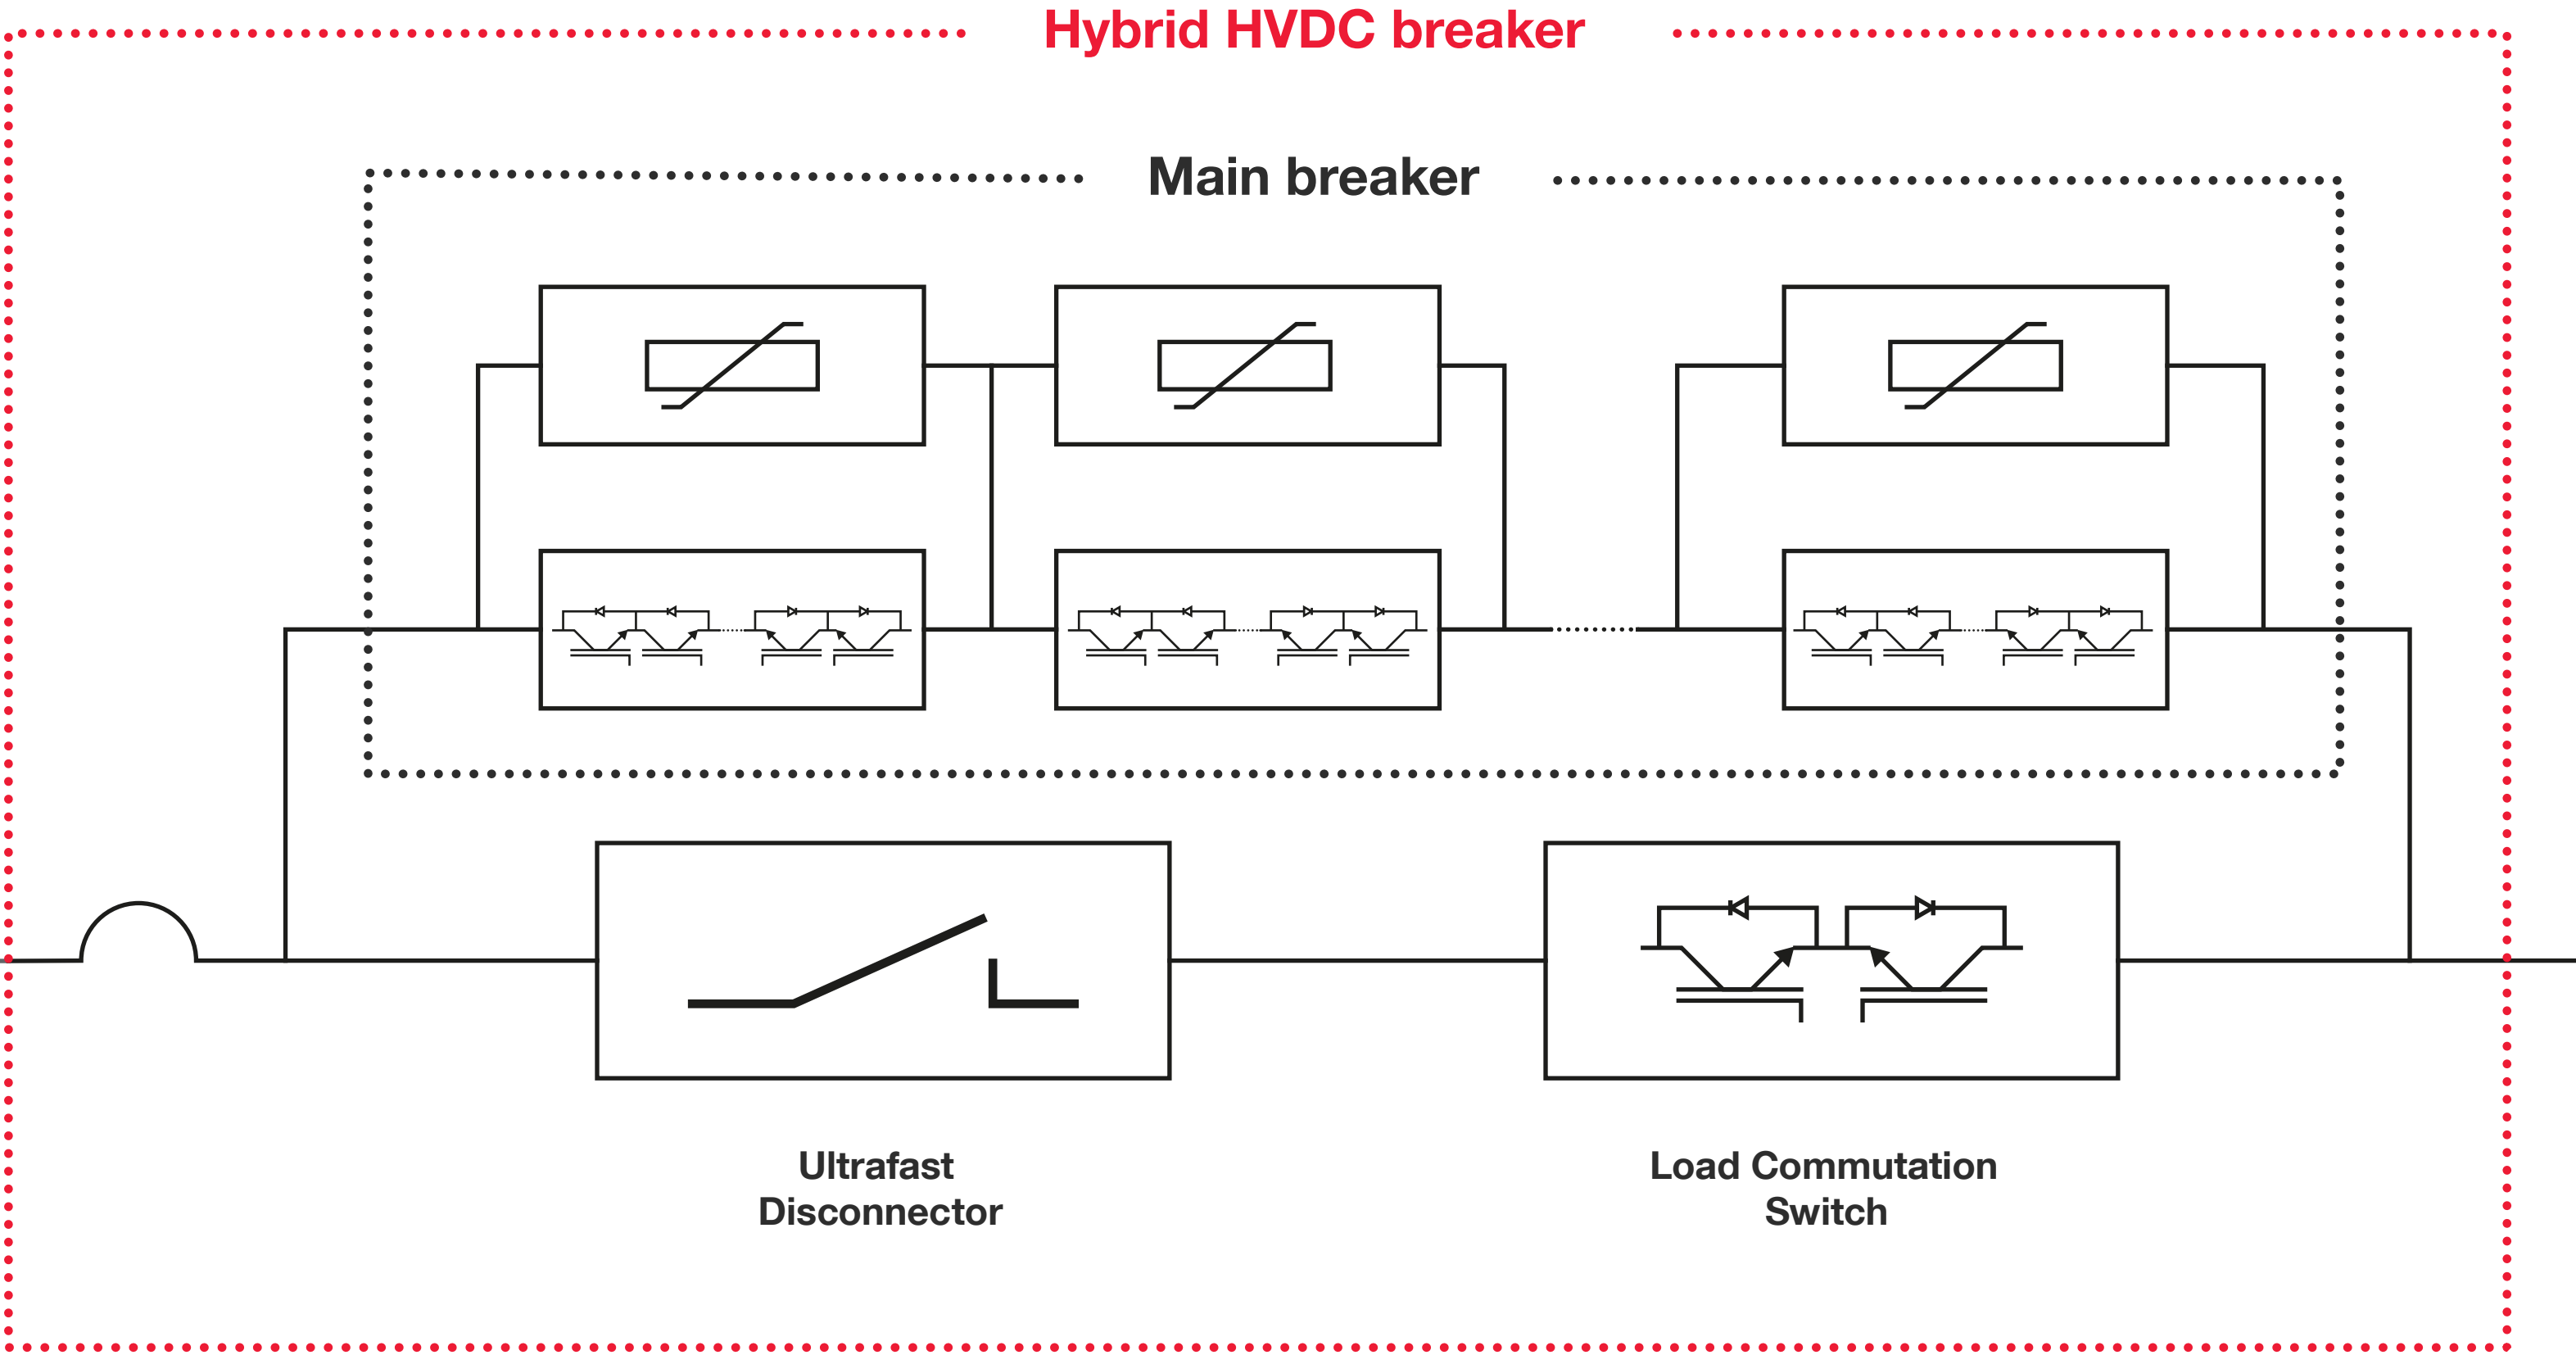 Hybrid HVDC breaker
Main breaker
Ultrafast
Disconnector
Load Commutation
Switch